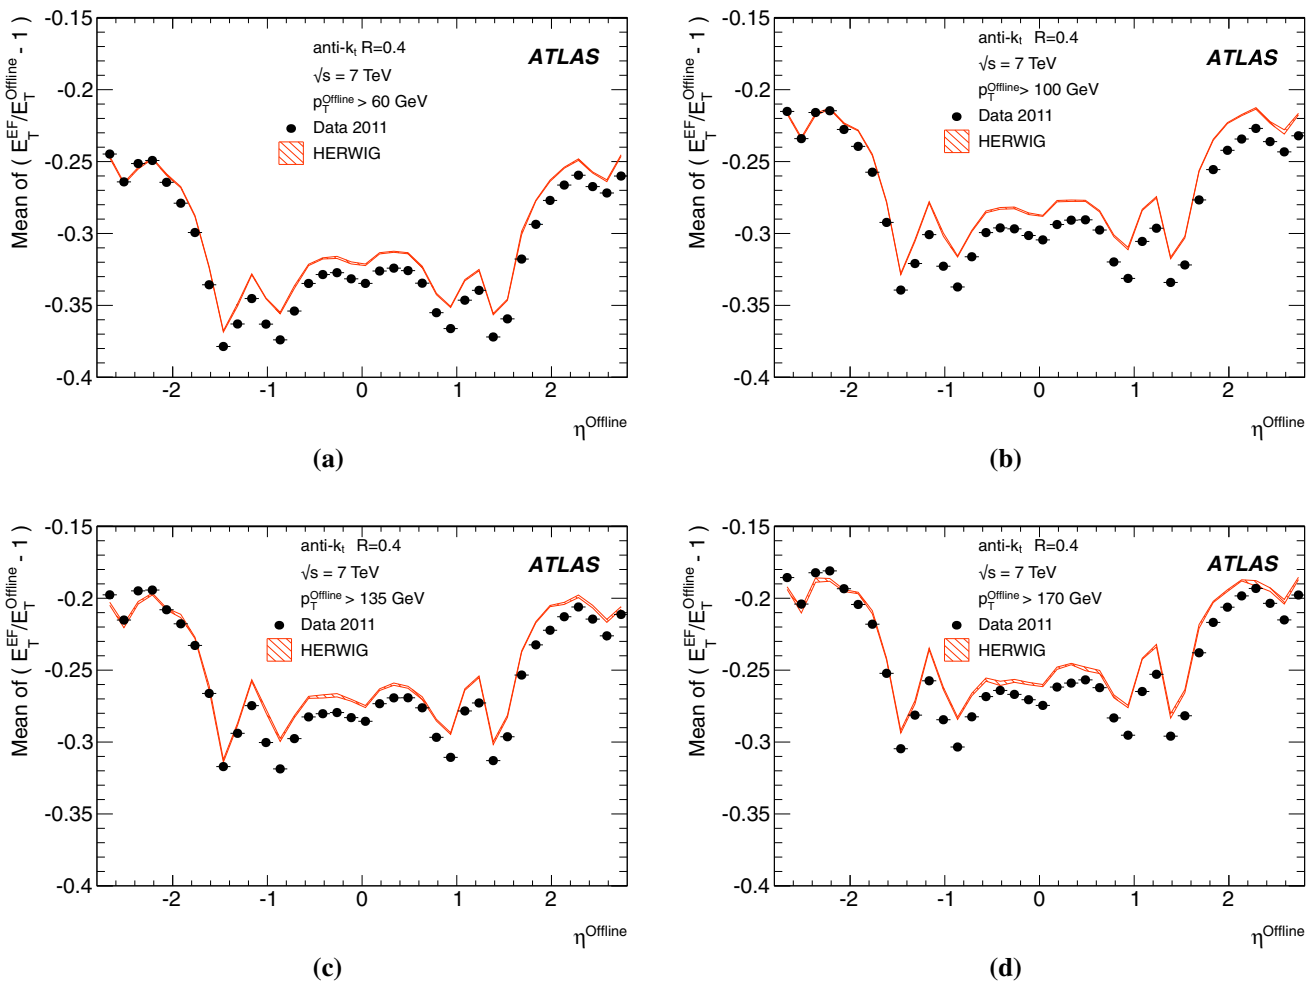 Mean of ( E_T^EF/E_T^Offline - 1 )
-0.15
-0.2
-0.25
-0.3
-0.35
-0.4
anti-k_t R=0.4
√s = 7 TeV
p_T^Offline > 60 GeV
Data 2011
HERWIG
ATLAS
-2 -1 0 1 2
η^Offline
(a)
Mean of ( E_T^EF/E_T^Offline - 1 )
-0.15
-0.2
-0.25
-0.3
-0.35
-0.4
anti-k_t R=0.4
√s = 7 TeV
p_T^Offline > 100 GeV
Data 2011
HERWIG
ATLAS
-2 -1 0 1 2
η^Offline
(b)
Mean of ( E_T^EF/E_T^Offline - 1 )
-0.15
-0.2
-0.25
-0.3
-0.35
-0.4
anti-k_t R=0.4
√s = 7 TeV
p_T^Offline > 135 GeV
Data 2011
HERWIG
ATLAS
-2 -1 0 1 2
η^Offline
(c)
Mean of ( E_T^EF/E_T^Offline - 1 )
-0.15
-0.2
-0.25
-0.3
-0.35
-0.4
anti-k_t R=0.4
√s = 7 TeV
p_T^Offline > 170 GeV
Data 2011
HERWIG
ATLAS
-2 -1 0 1 2
η^Offline
(d)